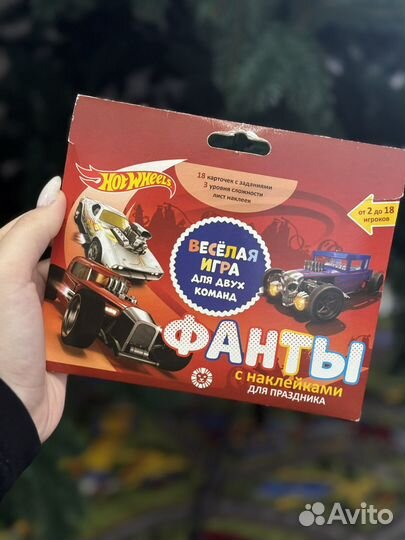 HOT WHEELS
18 карточек с заданиями
3 уровня сложности
лист наклеек
от 2 до 18
игроков
ВЕСЁЛАЯ
ИГРА
ДЛЯ ДВУХ
КОМАНД
ФАНТЫ
с наклейками
ДЛЯ ПРАЗДНИКА
Avito